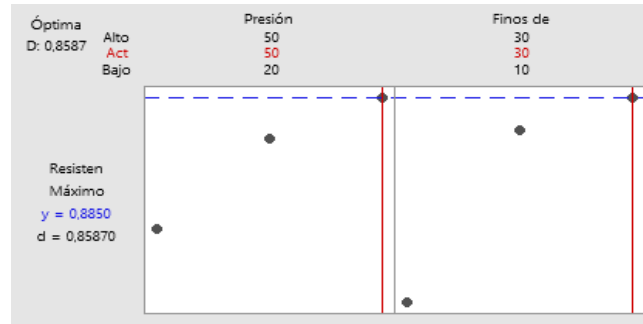 Óptima
D: 0,8587
Alto
Act
Bajo
Presión
50
50
20
Finos de
30
30
10
Resisten
Máximo
y = 0,8850
d = 0,85870